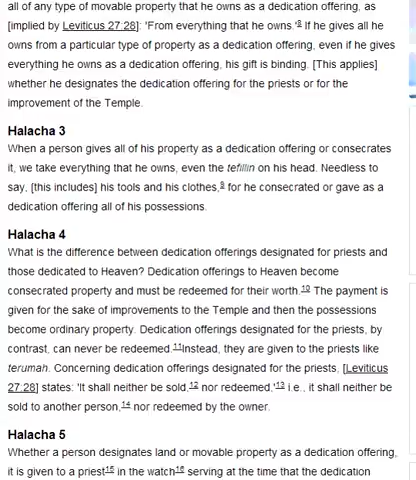 all of any type of movable property that he owns as a dedication offering, as
[implied by Leviticus 27:28]: 'From everything that he owns.'8 If he gives all he
owns from a particular type of property as a dedication offering, even if he gives
everything he owns as a dedication offering, his gift is binding. [This applies]
whether he designates the dedication offering for the priests or for the
improvement of the Temple.
Halacha 3
When a person gives all of his property as a dedication offering or consecrates
it, we take everything that he owns, even the tefillin on his head. Needless to
say, [this includes] his tools and his clothes,9 for he consecrated or gave as a
dedication offering all of his possessions.
Halacha 4
What is the difference between dedication offerings designated for priests and
those dedicated to Heaven? Dedication offerings to Heaven become
consecrated property and must be redeemed for their worth.10 The payment is
given for the sake of improvements to the Temple and then the possessions
become ordinary property. Dedication offerings designated for the priests, by
contrast, can never be redeemed.11Instead, they are given to the priests like
terumah. Concerning dedication offerings designated for the priests, [Leviticus
27:28] states: 'It shall neither be sold,12 nor redeemed,'13 i.e., it shall neither be
sold to another person,14 nor redeemed by the owner.
Halacha 5
Whether a person designates land or movable property as a dedication offering,
it is given to a priest15 in the watch16 serving at the time that the dedication